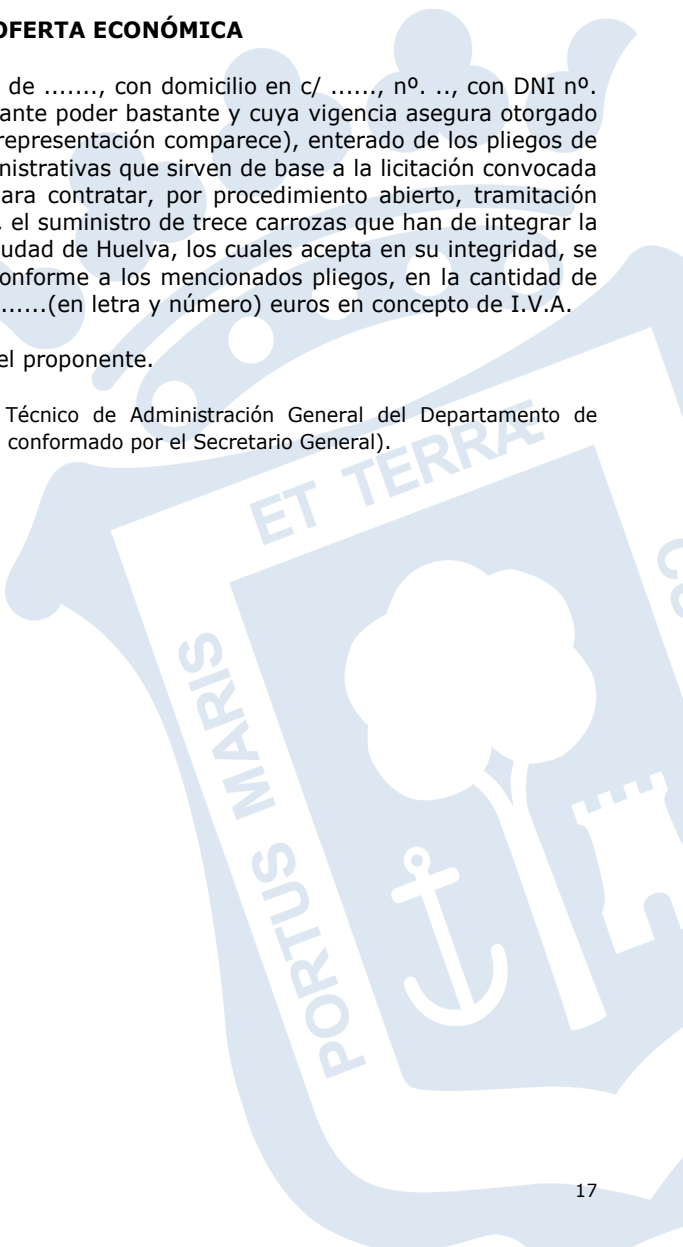 OFERTA ECONÓMICA
de ......., con domicilio en c/ ......, nº. .., con DNI nº.
ante poder bastante y cuya vigencia asegura otorgado
representación comparece), enterado de los pliegos de
nistrativas que sirven de base a la licitación convocada
ara contratar, por procedimiento abierto, tramitación
, el suministro de trece carrozas que han de integrar la
udad de Huelva, los cuales acepta en su integridad, se
onforme a los mencionados pliegos, en la cantidad de
......(en letra y número) euros en concepto de I.V.A.
el proponente.
Técnico de Administración General del Departamento de
conformado por el Secretario General).
ET TERRÆ
PORTUS MARIS
17